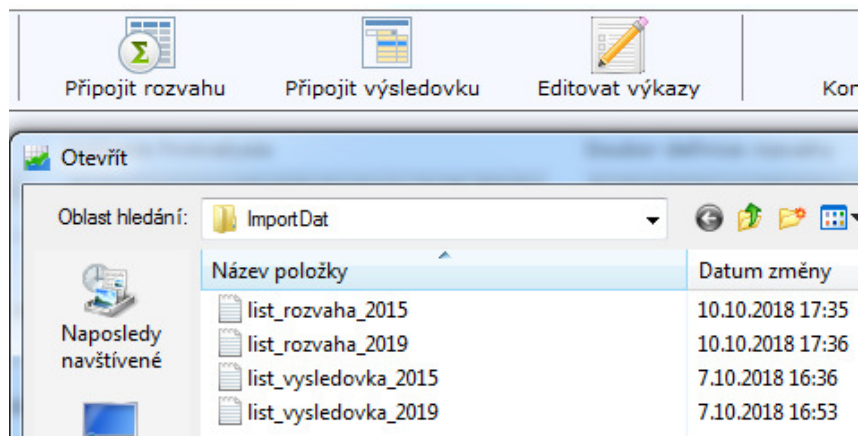 Připojit rozvahu Připojit výsledovku Editovat výkazy Kon
Otevřít
Oblast hledání: ImportDat
Název položky Datum změny
list_rozvaha_2015 10.10.2018 17:35
list_rozvaha_2019 10.10.2018 17:36
list_vysledovka_2015 7.10.2018 16:36
list_vysledovka_2019 7.10.2018 16:53
Naposledy
navštívené